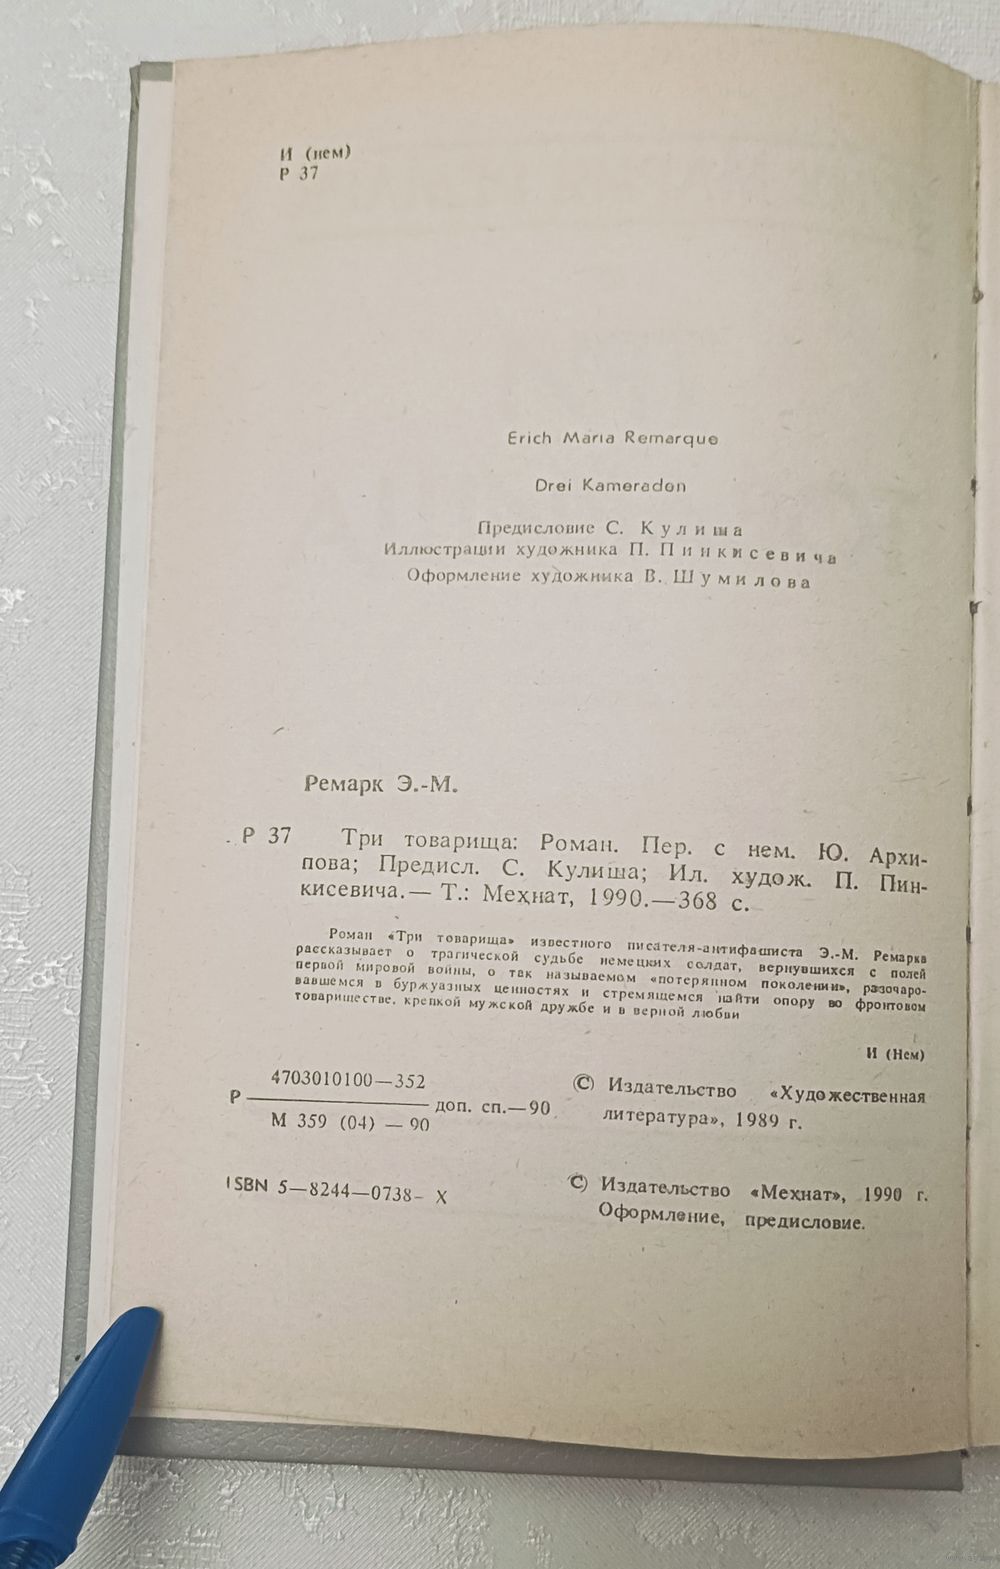 И (нем)
Р 37
Erich Maria Remarque
Drei Kameraden
Предисловие С. Кулиша
Иллюстрации художника П. Пинкисевича
Оформление художника В. Шумилова
Ремарк Э.-М.
Р 37 Три товарища: Роман. Пер. с нем. Ю. Архи-
пова; Предисл. С. Кулиша; Ил. худож. П. Пин-
кисевича.— Т.: Меҳнат, 1990.—368 с.
Роман «Три товарища» известного писателя-антифашиста Э.-М. Ремарка
рассказывает о трагической судьбе немецких солдат, вернувшихся с полей
первой мировой войны, о так называемом «потерянном поколении», разочаро-
вавшемся в буржуазных ценностях и стремящемся найти опору во фронтовом
товариществе, крепкой мужской дружбе и в верной любви
И (Нем)
Р 4703010100—352
М 359 (04) — 90 доп. сп.—90
© Издательство «Художественная
литература», 1989 г.
ISBN 5—8244—0738— X
© Издательство «Меҳнат», 1990 г.
Оформление, предисловие.